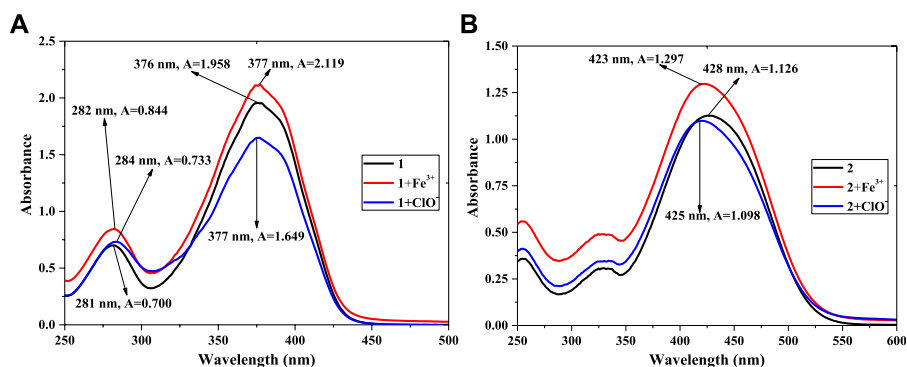 A
376 nm, A=1.958
377 nm, A=2.119
282 nm, A=0.844
284 nm, A=0.733
377 nm, A=1.649
281 nm, A=0.700
1
1+Fe³⁺
1+ClO⁻
Absorbance
2.5
2.0
1.5
1.0
0.5
0.0
250 300 350 400 450 500
Wavelength (nm)
B
423 nm, A=1.297
428 nm, A=1.126
425 nm, A=1.098
2
2+Fe³⁺
2+ClO⁻
Absorbance
1.50
1.25
1.00
0.75
0.50
0.25
0.00
250 300 350 400 450 500 550 600
Wavelength (nm)